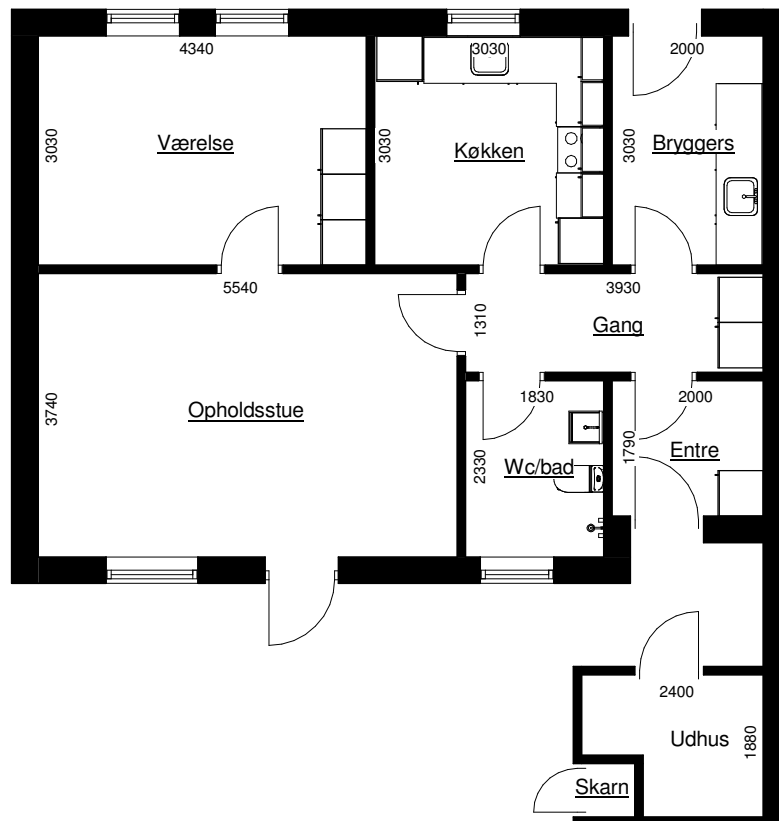 4340
3030
2000
3030
Værelse
3030
Køkken
3030
Bryggers
5540
3930
1310
Gang
3740
Opholdsstue
1830
2000
2330
Wc/bad
1790
Entre
2400
Udhus
1880
Skarn